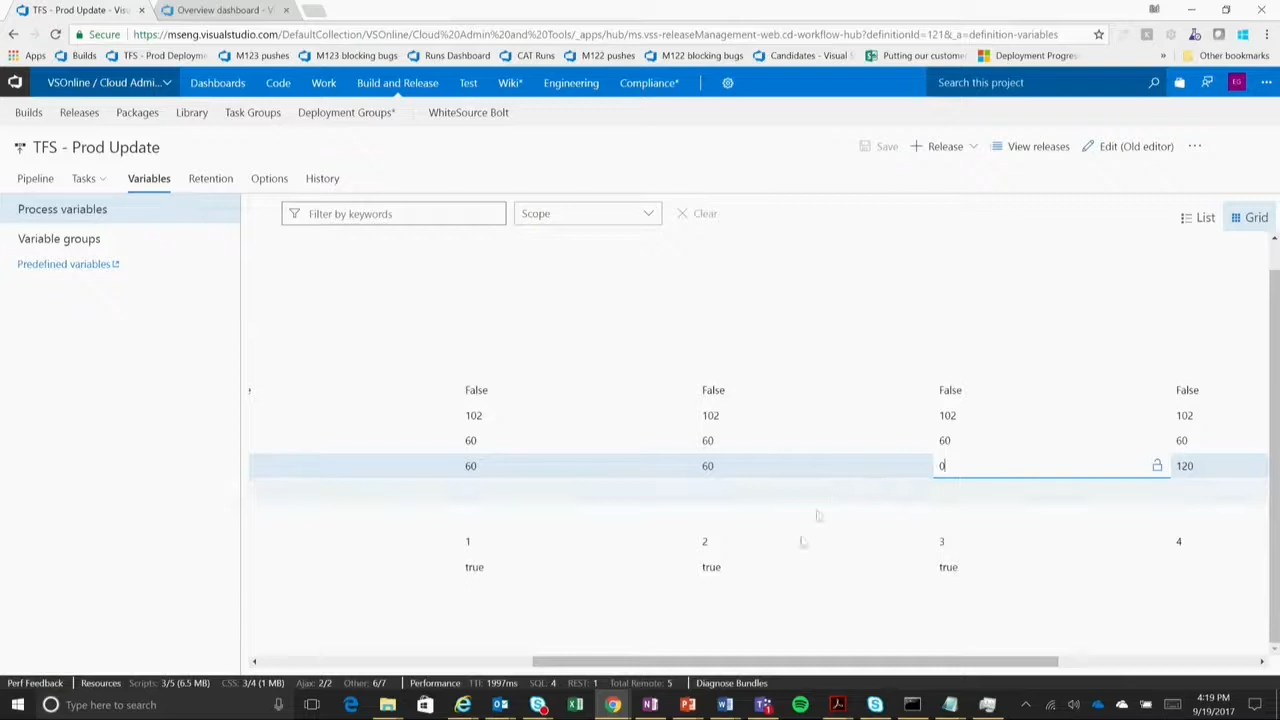 TFS - Prod Update - Visu
Overview dashboard - V
Secure
https://mseng.visualstudio.com/DefaultCollection/VSOnline/Cloud%20Admin%20and%20Tools/_apps/hub/ms.vss-releaseManagement-web.cd-workflow-hub?definitionId=121&_a=definition-variables
Apps Builds TFS - Prod Deployme M123 pushes M123 blocking bugs Runs Dashboard CAT Runs M122 pushes M122 blocking bugs Candidates - Visual S Putting our customer Deployment Progres » Other bookmarks
VSOnline / Cloud Admi... Dashboards Code Work Build and Release Test Wiki* Engineering Compliance* Search this project EG ...
Builds Releases Packages Library Task Groups Deployment Groups* WhiteSource Bolt
TFS - Prod Update Save Release View releases Edit (Old editor) ...
Pipeline Tasks Variables Retention Options History
Process variables
Variable groups
Predefined variables
Filter by keywords Scope Clear List Grid
False False False False
102 102 102 102
60 60 60 60
60 60 0 120
1 2 3 4
true true true
Perf Feedback Resources Scripts: 3/5 (6.5 MB) CSS: 3/4 (1 MB) Ajax: 2/2 Other: 6/7 Performance TTI: 1997ms SQL: 4 REST: 1 Total Remote: 5 Diagnose Bundles
Type here to search
4:19 PM
9/19/2017